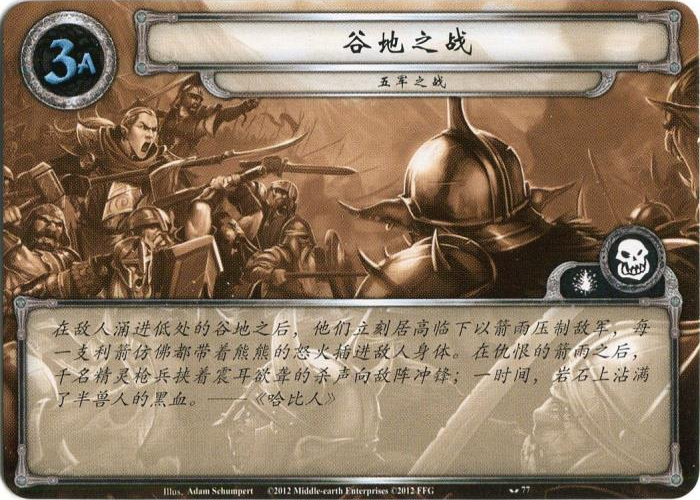 3A
谷地之战
五军之战
在敌人涌进低处的谷地之后，他们立刻居高临下以箭雨压制敌军，每
一支利箭仿佛都带着熊熊的怒火插进敌人身体。在仇恨的箭雨之后，
千名精灵枪兵挟着震耳欲聋的杀声向敌阵冲锋；一时间，岩石上沾满
了半兽人的黑血。——《哈比人》
Illus. Adam Schumpert ©2012 Middle-earth Enterprises ©2012 FFG 77